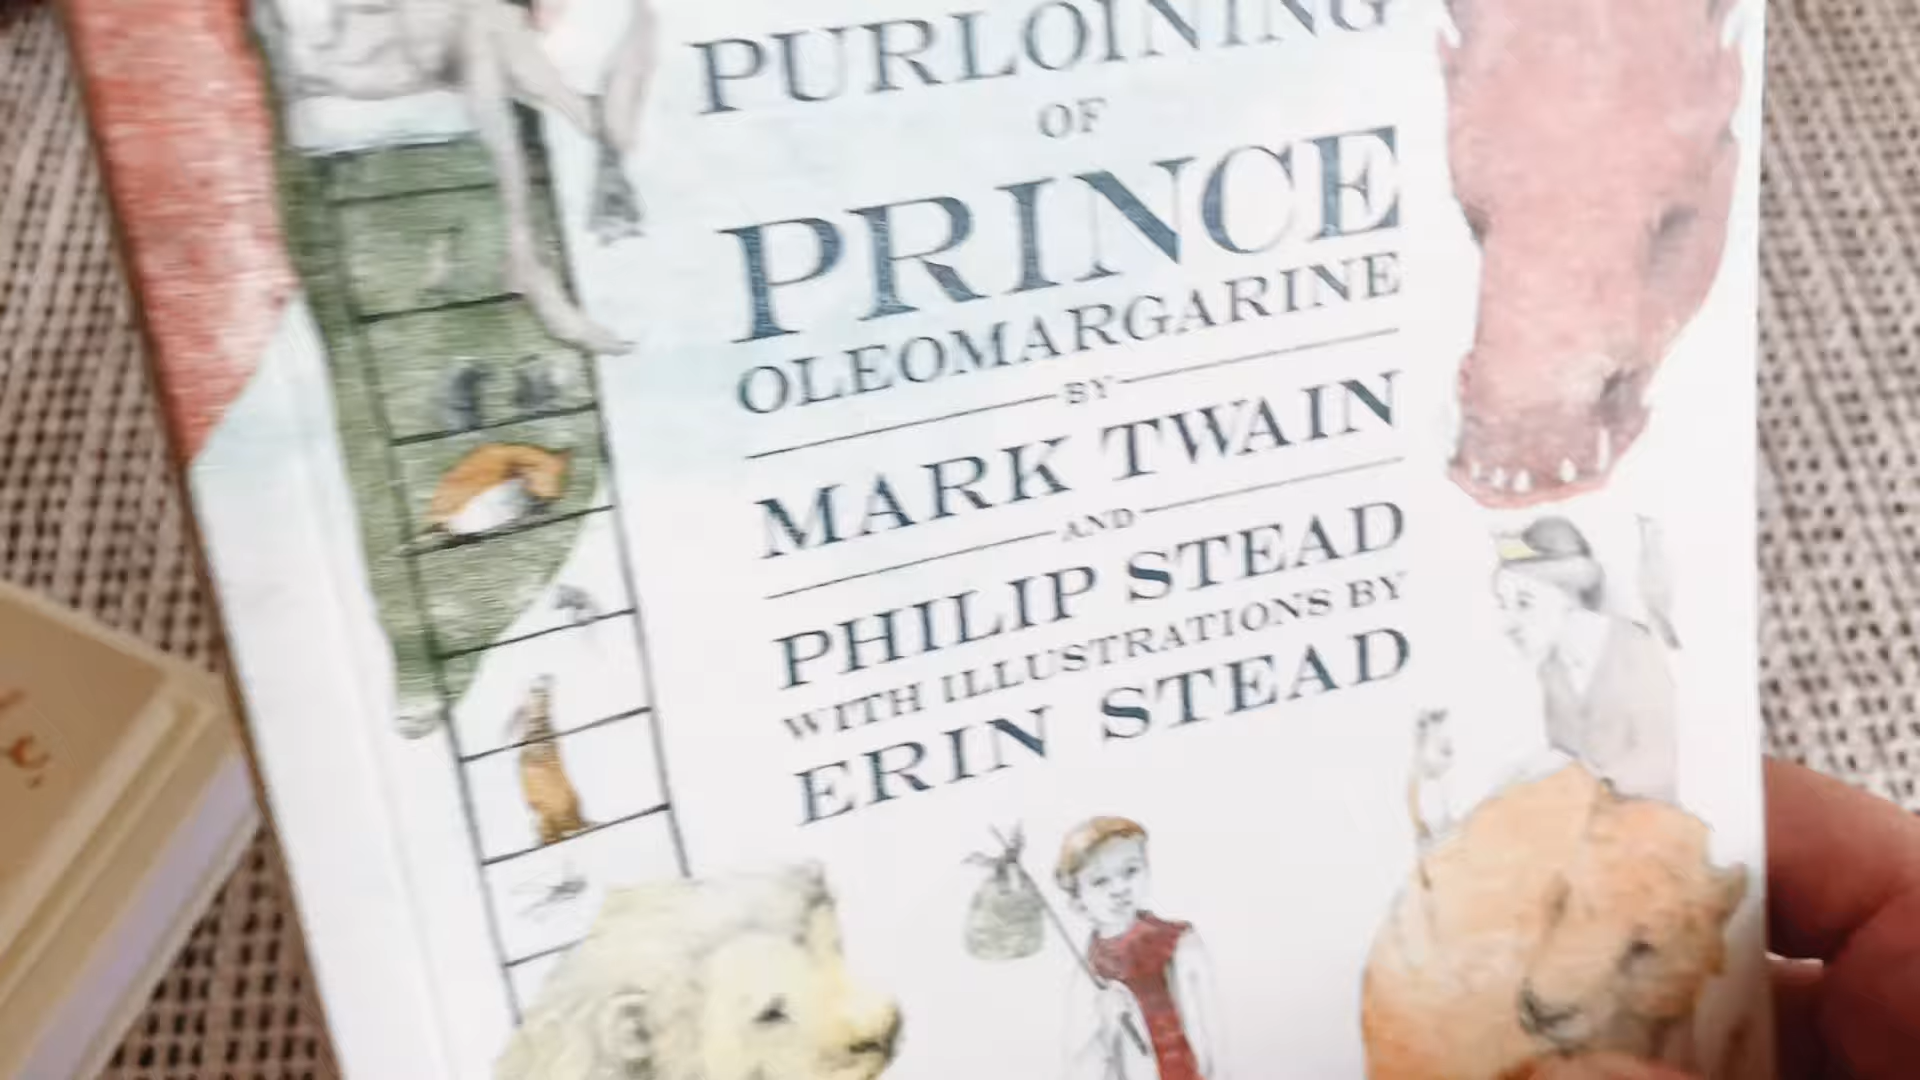 PURLOINING
OF
PRINCE
OLEOMARGARINE
BY
MARK TWAIN
AND
PHILIP STEAD
WITH ILLUSTRATIONS BY
ERIN STEAD